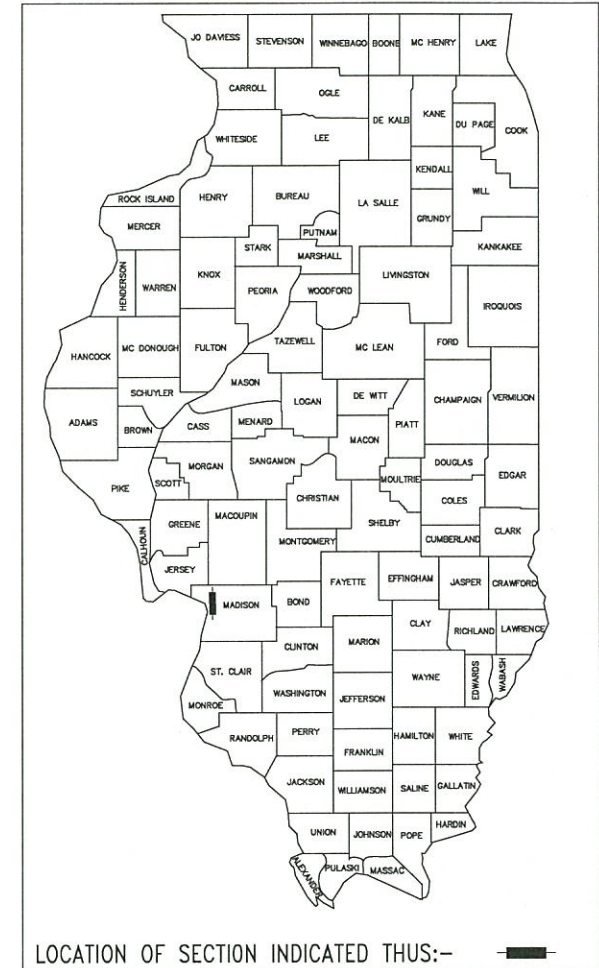 JO DAVIESS
STEVENSON
WINNEBAGO
BOONE
MC HENRY
LAKE
CARROLL
OGLE
DE KALB
KANE
DU PAGE
COOK
WHITESIDE
LEE
KENDALL
WILL
ROCK ISLAND
HENRY
BUREAU
LA SALLE
GRUNDY
MERCER
PUTNAM
STARK
MARSHALL
KANKAKEE
HENDERSON
WARREN
KNOX
PEORIA
WOODFORD
LIVINGSTON
IROQUOIS
HANCOCK
MC DONOUGH
FULTON
TAZEWELL
MC LEAN
FORD
SCHUYLER
MASON
LOGAN
DE WITT
CHAMPAIGN
VERMILION
ADAMS
BROWN
CASS
MENARD
MACON
PIATT
PIKE
SCOTT
MORGAN
SANGAMON
MOULTRIE
DOUGLAS
EDGAR
CHRISTIAN
COLES
CALHOUN
GREENE
MACOUPIN
MONTGOMERY
SHELBY
CUMBERLAND
CLARK
JERSEY
FAYETTE
EFFINGHAM
JASPER
CRAWFORD
MADISON
BOND
CLAY
RICHLAND
LAWRENCE
MARION
CLINTON
ST. CLAIR
WAYNE
EDWARDS
WABASH
WASHINGTON
JEFFERSON
MONROE
RANDOLPH
PERRY
HAMILTON
WHITE
FRANKLIN
JACKSON
WILLIAMSON
SALINE
GALLATIN
UNION
JOHNSON
POPE
HARDIN
ALEXANDER
PULASKI
MASSAC
LOCATION OF SECTION INDICATED THUS:-